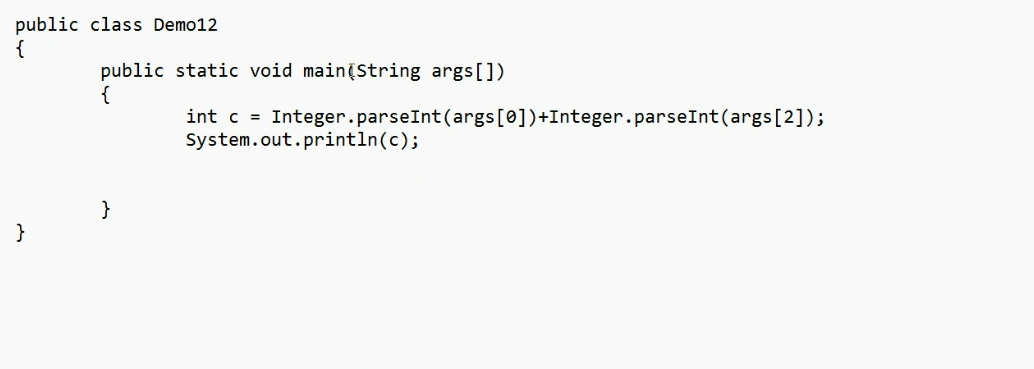 public class Demo12
{
public static void main(String args[])
{
int c = Integer.parseInt(args[0])+Integer.parseInt(args[2]);
System.out.println(c);
}
}